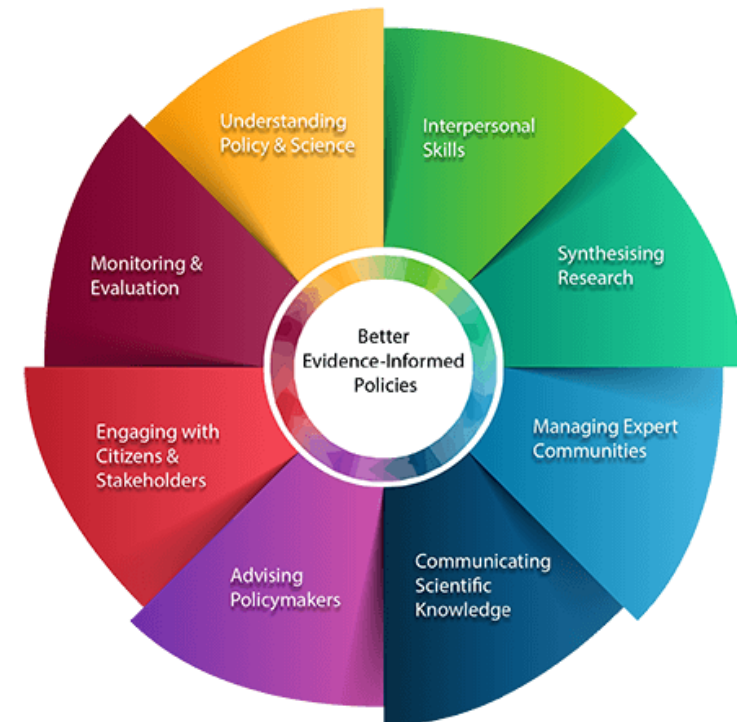 Understanding
Policy & Science
Interpersonal
Skills
Synthesising
Research
Managing Expert
Communities
Communicating
Scientific
Knowledge
Advising
Policymakers
Engaging with
Citizens &
Stakeholders
Monitoring &
Evaluation
Better
Evidence-Informed
Policies